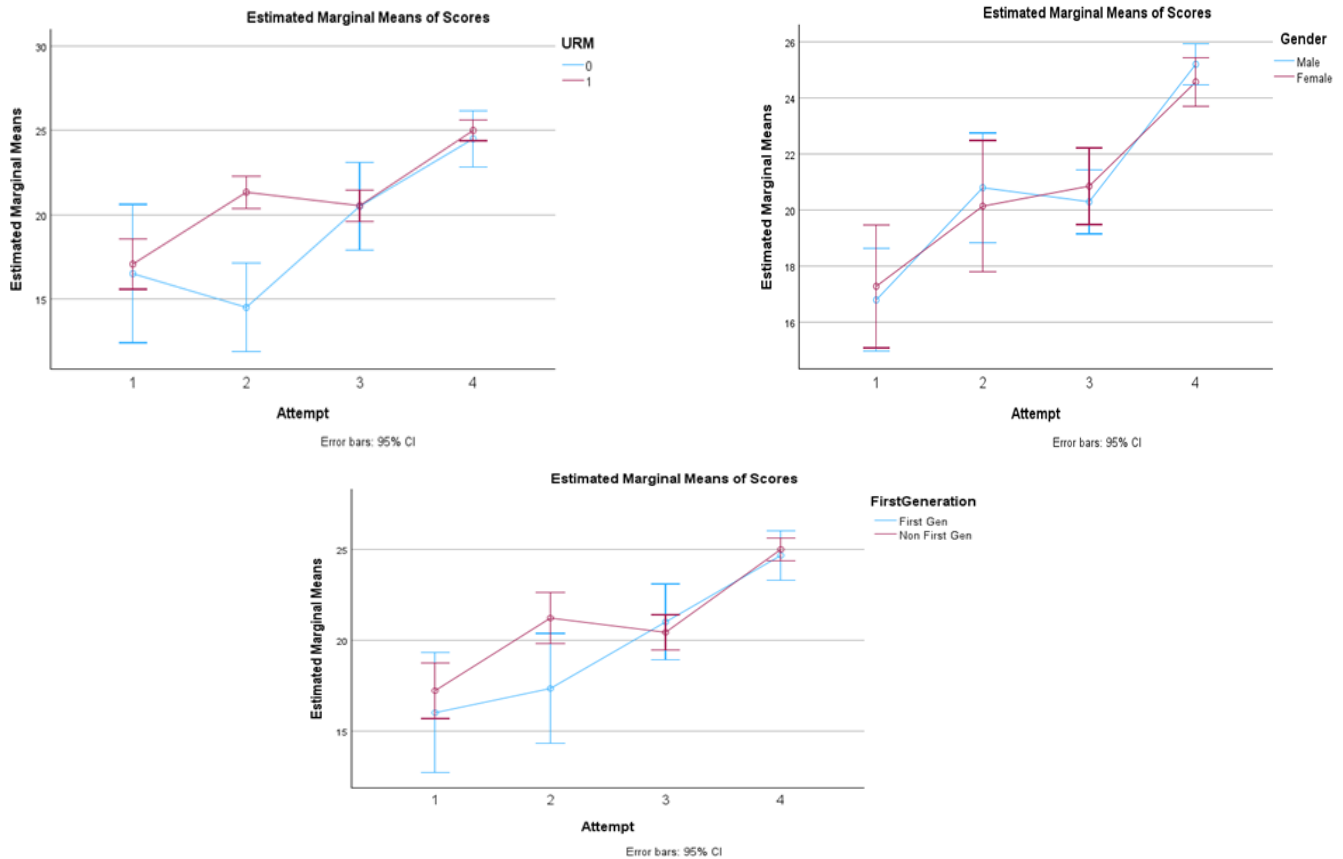 Estimated Marginal Means of Scores
URM
0
1
Estimated Marginal Means
30
25
20
15
1 2 3 4
Attempt
Error bars: 95% CI
Estimated Marginal Means of Scores
Gender
Male
Female
Estimated Marginal Means
26
24
22
20
18
16
1 2 3 4
Attempt
Error bars: 95% CI
Estimated Marginal Means of Scores
FirstGeneration
First Gen
Non First Gen
Estimated Marginal Means
25
20
15
1 2 3 4
Attempt
Error bars: 95% CI